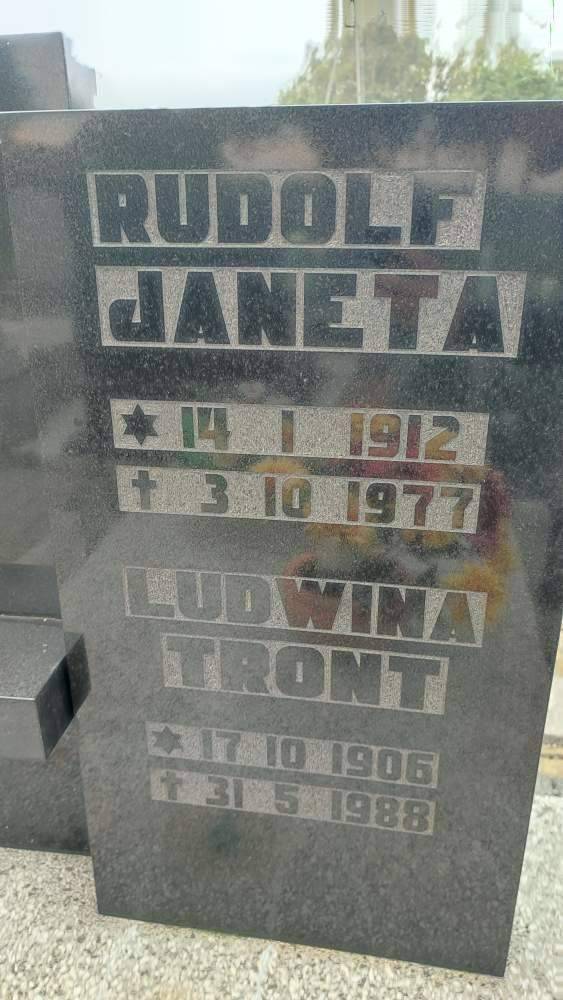 RUDOLF
JANETA
✶ 14 1 1912
✝ 3 10 1977
LUDWINA
TRONT
✶ 17 10 1906
✝ 31 5 1988